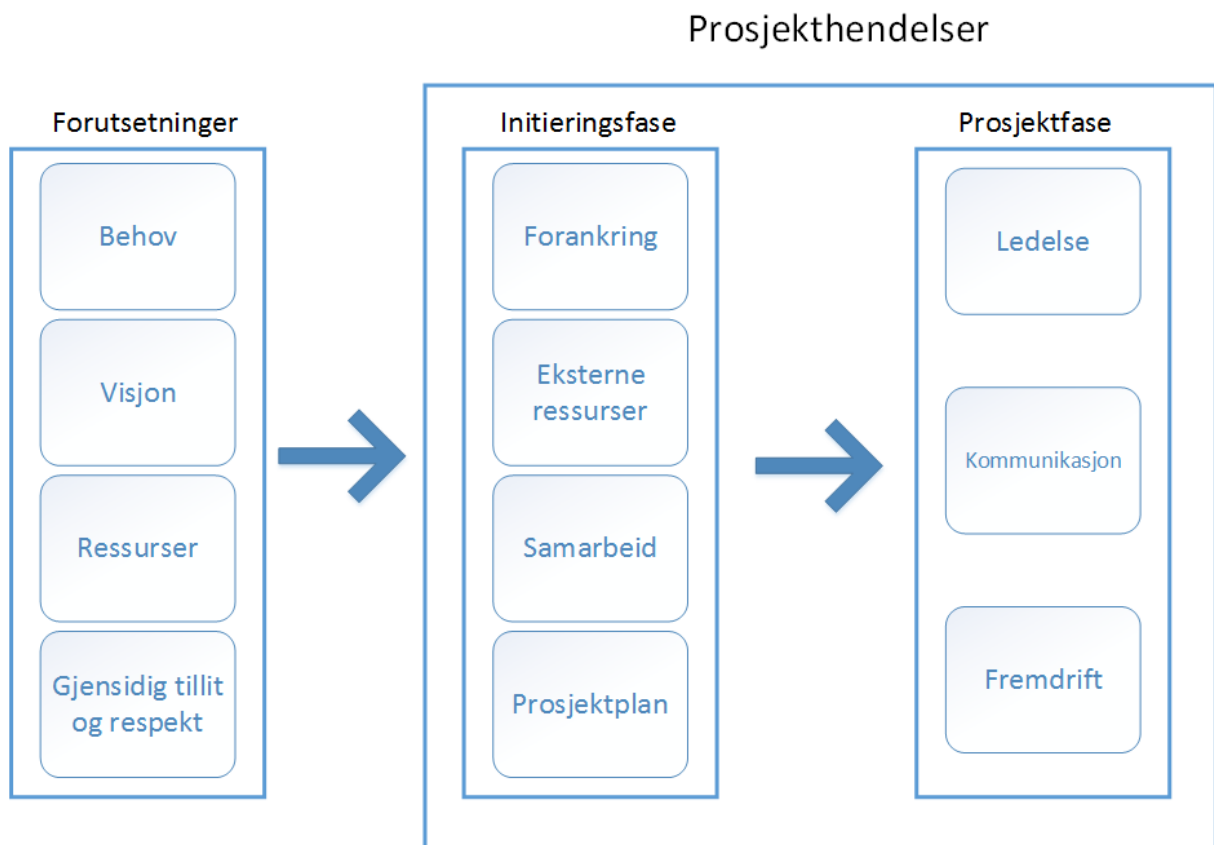 Prosjekthendelser
Forutsetninger
Behov
Visjon
Ressurser
Gjensidig tillit
og respekt
Initieringsfase
Forankring
Eksterne
ressurser
Samarbeid
Prosjektplan
Prosjektfase
Ledelse
Kommunikasjon
Fremdrift